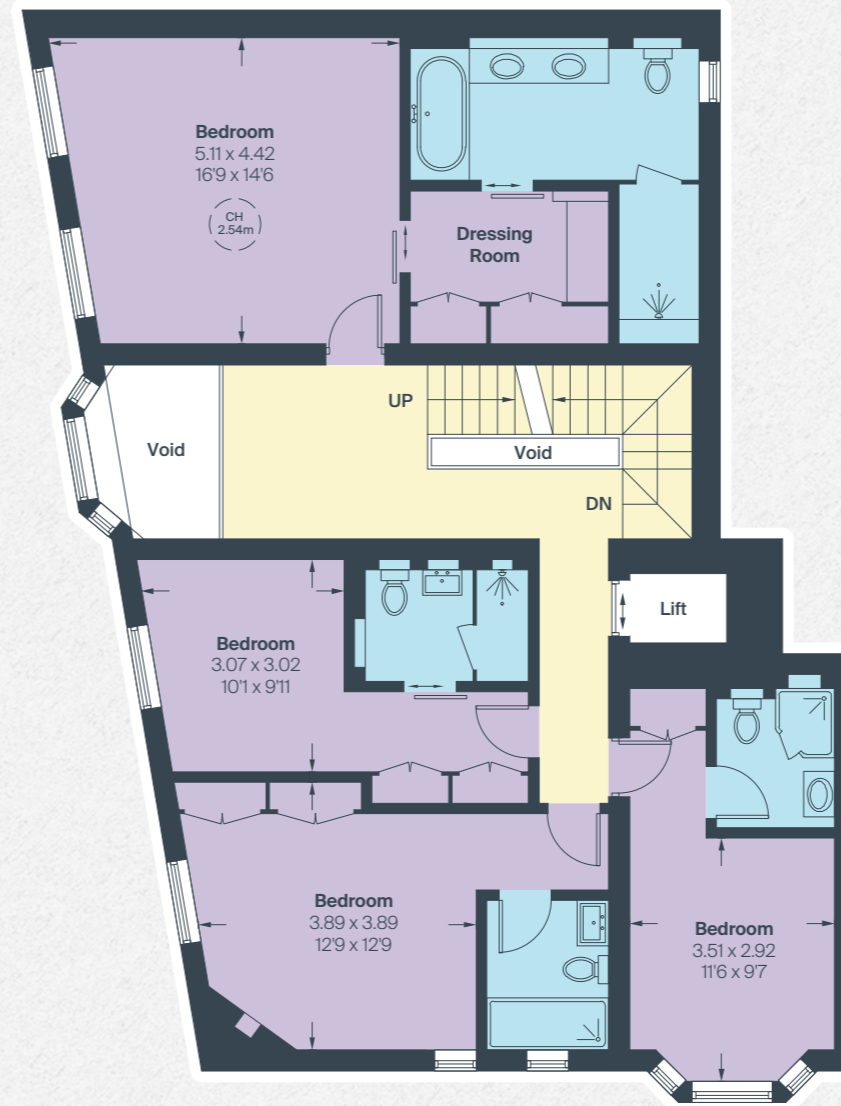 Bedroom
5.11 x 4.42
16'9 x 14'6
CH
2.54m
Dressing
Room
UP
Void
Void
DN
Lift
Bedroom
3.07 x 3.02
10'1 x 9'11
Bedroom
3.89 x 3.89
12'9 x 12'9
Bedroom
3.51 x 2.92
11'6 x 9'7